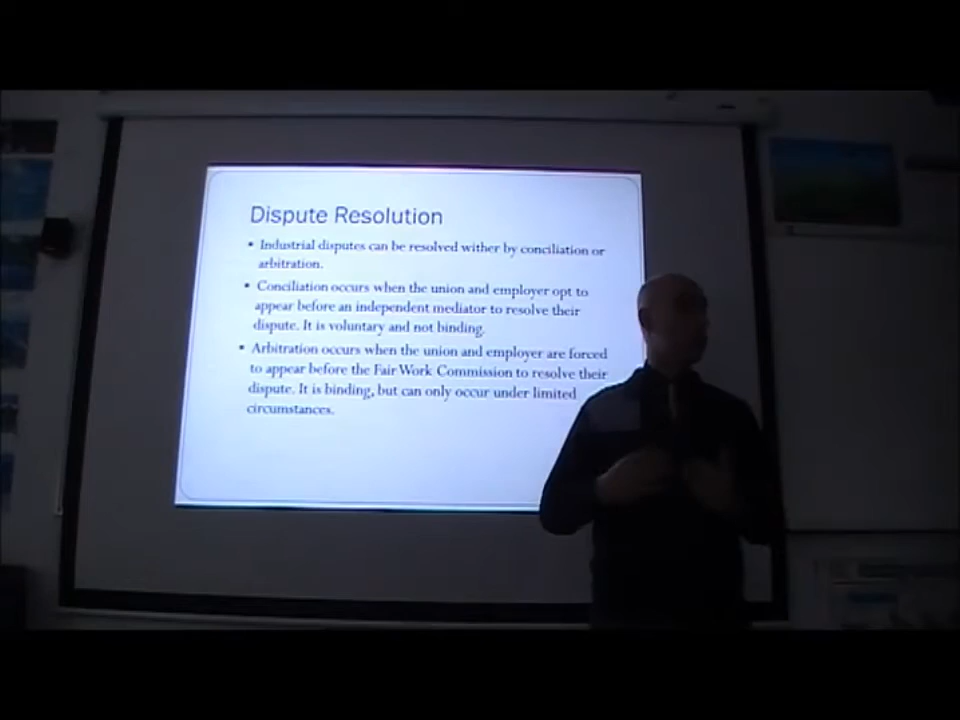 Dispute Resolution
• Industrial disputes can be resolved wither by conciliation or
arbitration.
• Conciliation occurs when the union and employer opt to
appear before an independent mediator to resolve their
dispute. It is voluntary and not binding.
• Arbitration occurs when the union and employer are forced
to appear before the Fair Work Commission to resolve their
dispute. It is binding, but can only occur under limited
circumstances.